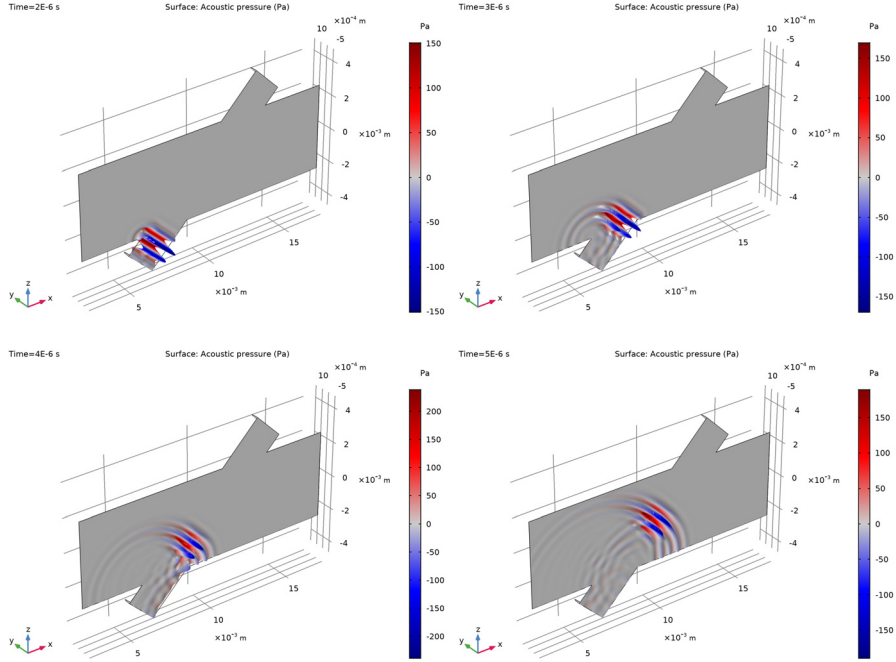 Time=2E-6 s Surface: Acoustic pressure (Pa)
×10⁻⁴ m
10
-5
Pa
4
2
0
×10⁻³ m
-2
-4
15
10
×10⁻³ m
5
150
100
50
0
-50
-100
-150
z
y
x
Time=3E-6 s Surface: Acoustic pressure (Pa)
×10⁻⁴ m
10
-5
Pa
4
2
0
×10⁻³ m
-2
-4
15
10
×10⁻³ m
5
150
100
50
0
-50
-100
-150
z
y
x
Time=4E-6 s Surface: Acoustic pressure (Pa)
×10⁻⁴ m
10
-5
Pa
4
2
0
×10⁻³ m
-2
-4
15
10
×10⁻³ m
5
200
150
100
50
0
-50
-100
-150
-200
z
y
x
Time=5E-6 s Surface: Acoustic pressure (Pa)
×10⁻⁴ m
10
-5
Pa
4
2
0
×10⁻³ m
-2
-4
15
10
×10⁻³ m
5
150
100
50
0
-50
-100
-150
z
y
x